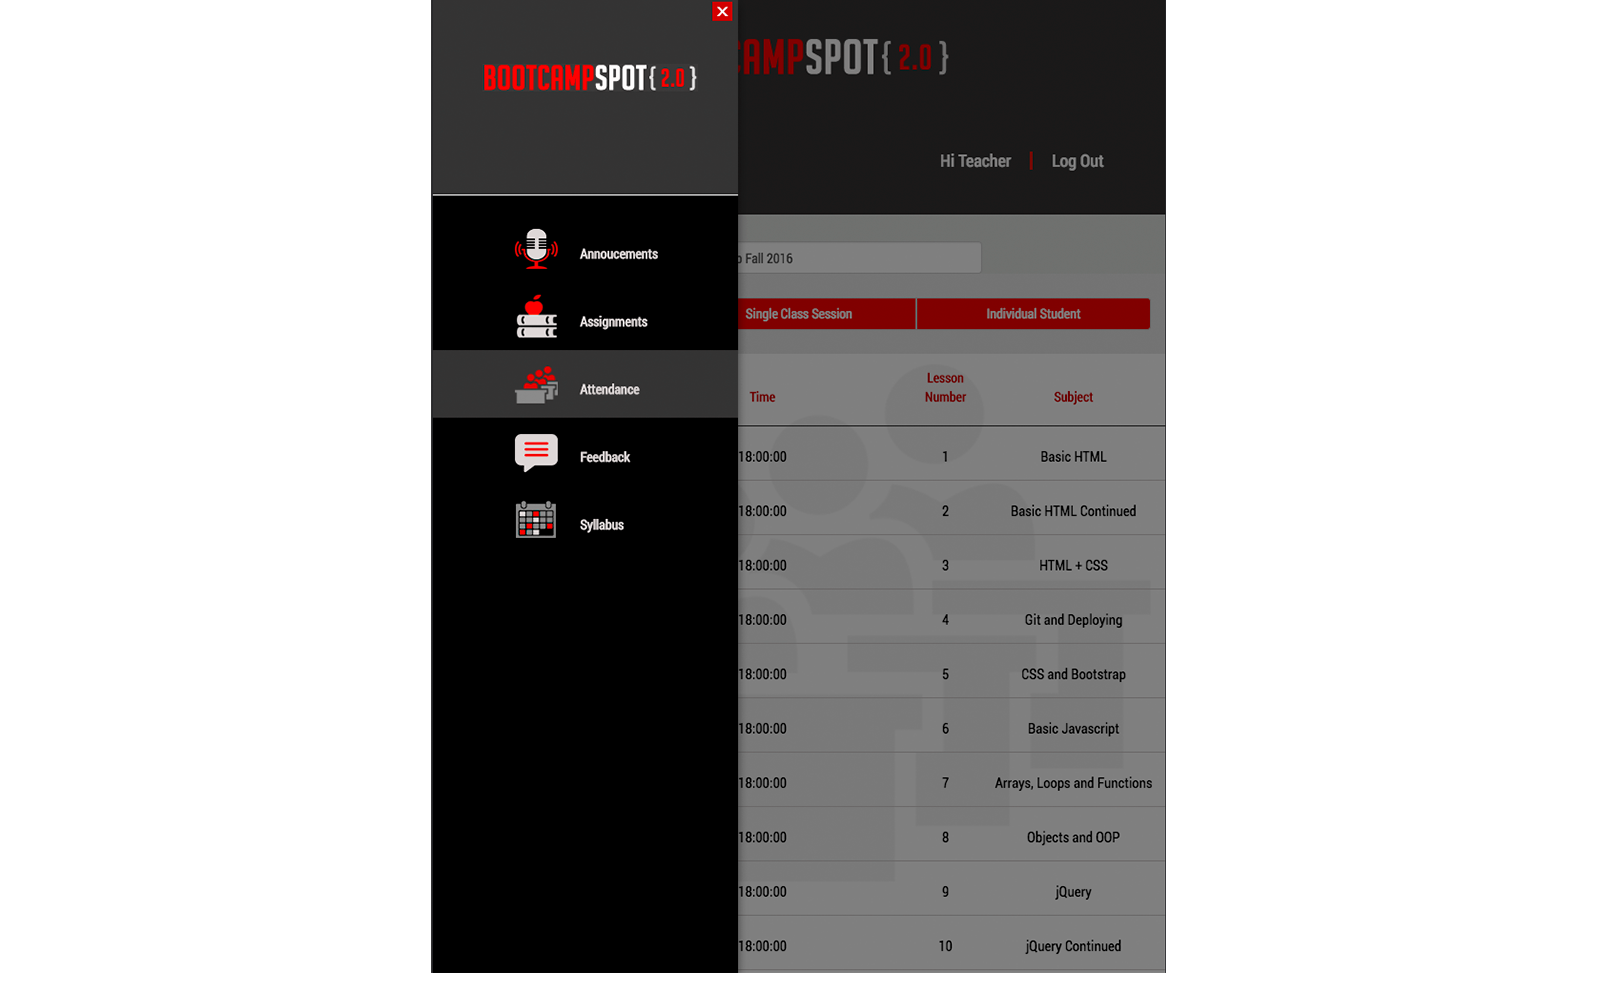 BOOTCAMPSPOT{ 2.0 }
Annoucements
Assignments
Attendance
Feedback
Syllabus
AMPSPOT{ 2.0 }
Hi Teacher | Log Out
Fall 2016
Single Class Session Individual Student
Time Lesson Number Subject
18:00:00 1 Basic HTML
18:00:00 2 Basic HTML Continued
18:00:00 3 HTML + CSS
18:00:00 4 Git and Deploying
18:00:00 5 CSS and Bootstrap
18:00:00 6 Basic Javascript
18:00:00 7 Arrays, Loops and Functions
18:00:00 8 Objects and OOP
18:00:00 9 jQuery
18:00:00 10 jQuery Continued